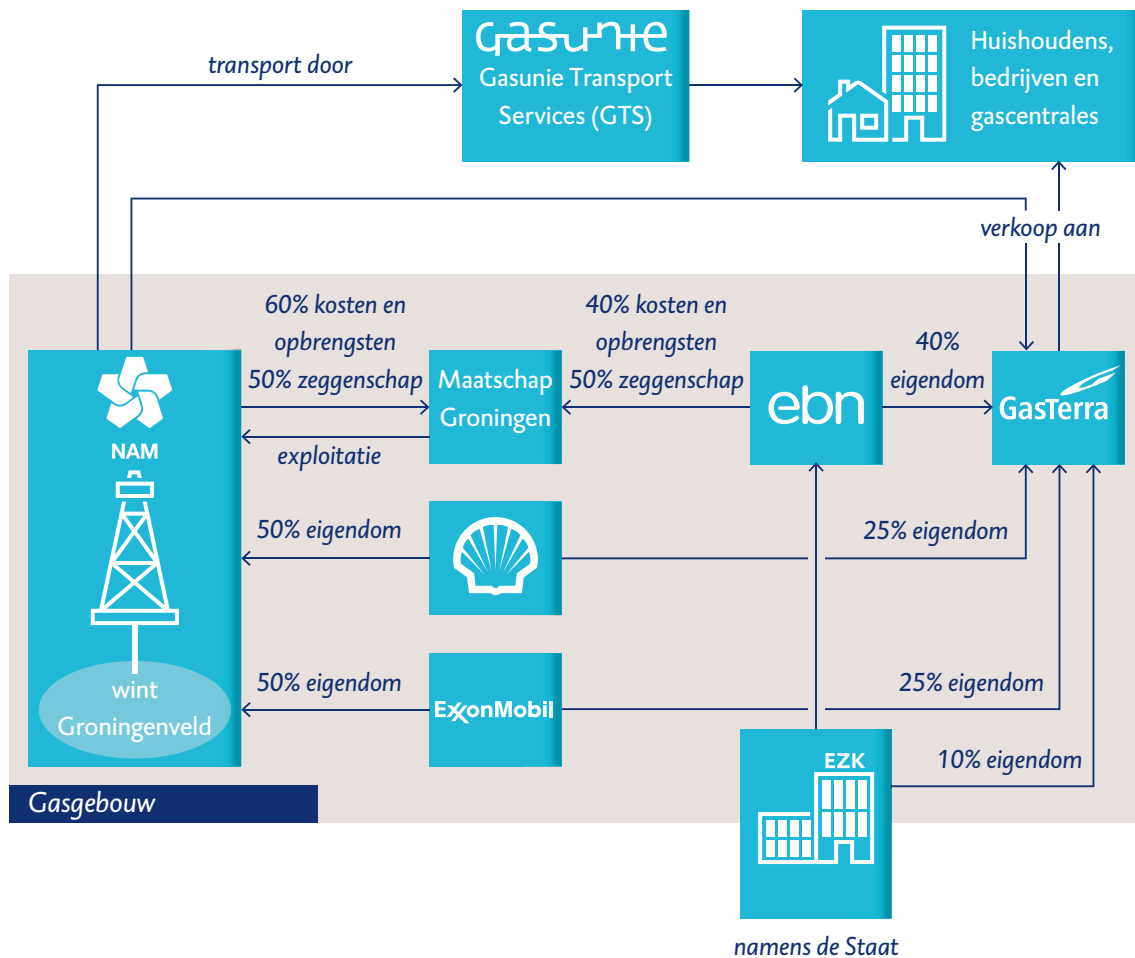 transport door
gasunie
Gasunie Transport
Services (GTS)
Huishoudens,
bedrijven en
gascentrales
verkoop aan
60% kosten en
opbrengsten
50% zeggenschap
40% kosten en
opbrengsten
50% zeggenschap
40%
eigendom
NAM
Maatschap
Groningen
ebn
GasTerra
exploitatie
50% eigendom
25% eigendom
wint
Groningenveld
50% eigendom
ExxonMobil
25% eigendom
EZK
10% eigendom
Gasgebouw
namens de Staat